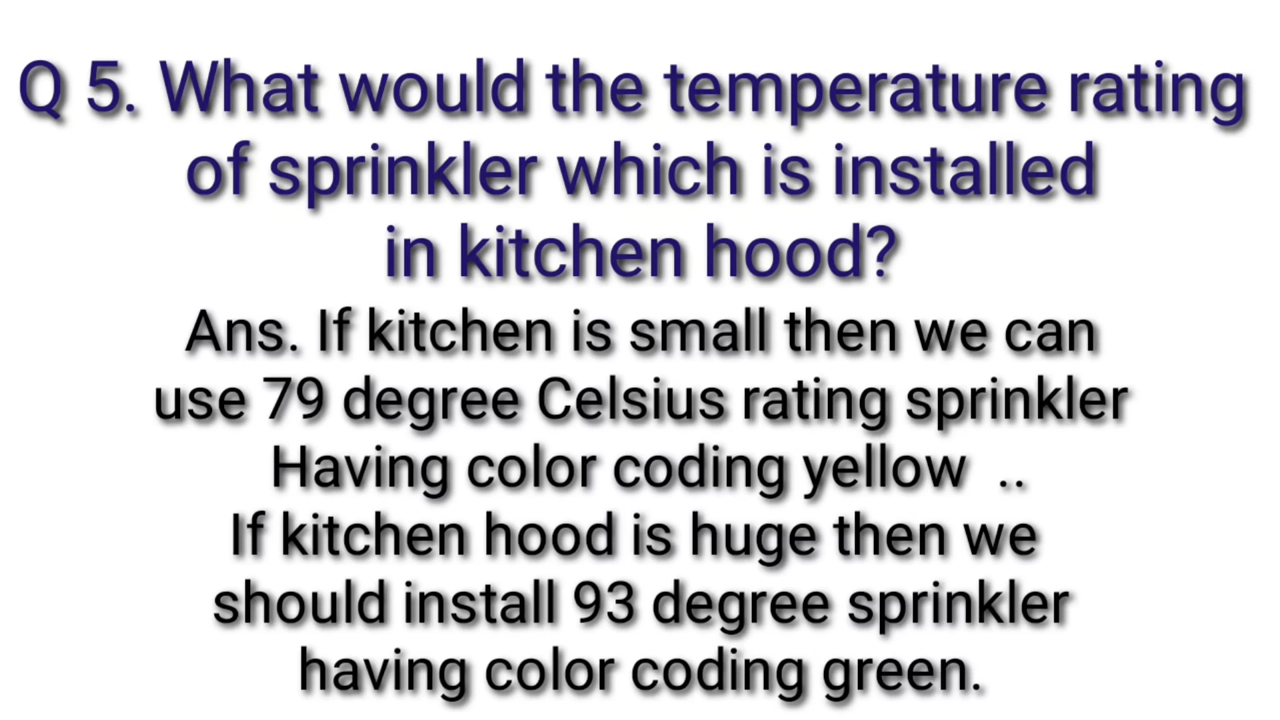 Q 5. What would the temperature rating
of sprinkler which is installed
in kitchen hood?
Ans. If kitchen is small then we can
use 79 degree Celsius rating sprinkler
Having color coding yellow  ..
If kitchen hood is huge then we
should install 93 degree sprinkler
having color coding green.